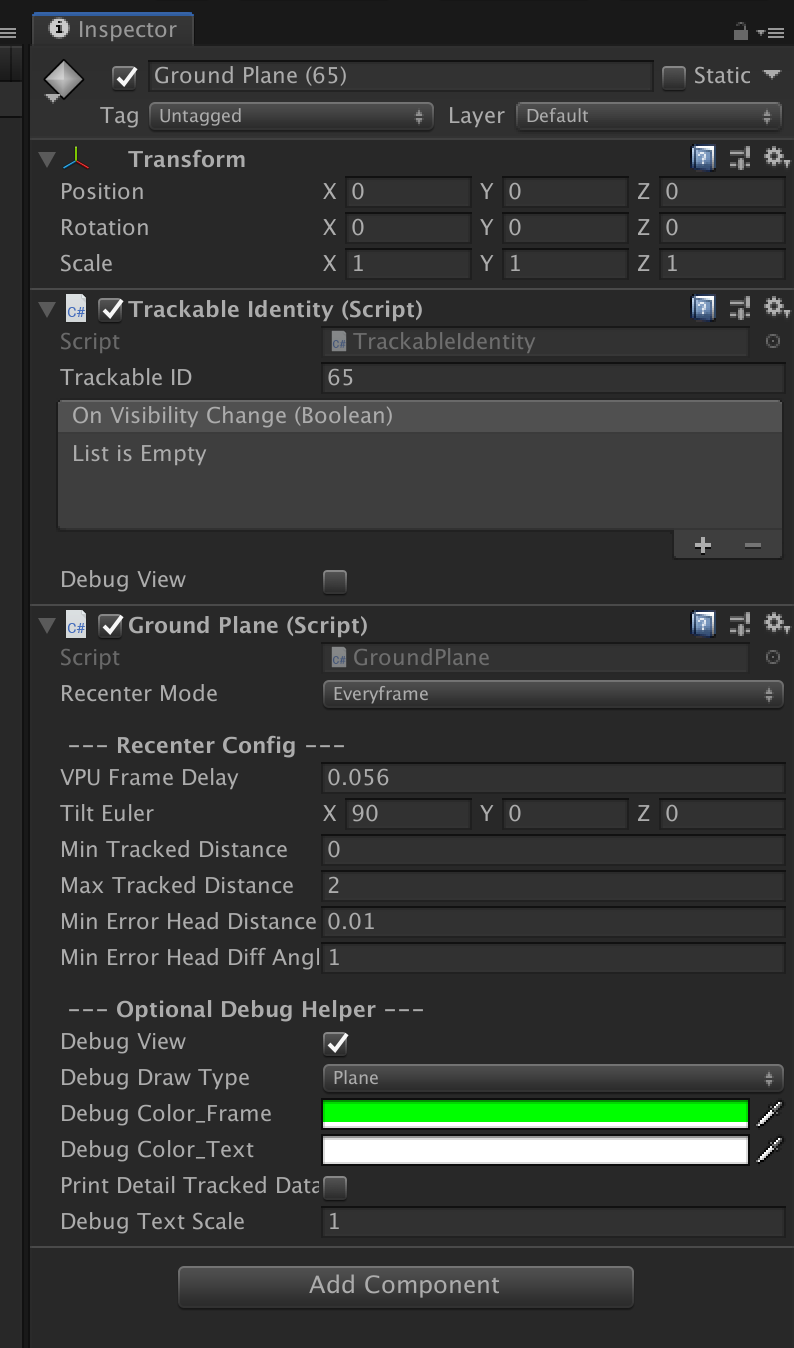 Inspector
Ground Plane (65) Static
Tag Untagged Layer Default
Transform
Position X 0 Y 0 Z 0
Rotation X 0 Y 0 Z 0
Scale X 1 Y 1 Z 1
C# Trackable Identity (Script)
Script C# TrackableIdentity
Trackable ID 65
On Visibility Change (Boolean)
List is Empty
Debug View
C# Ground Plane (Script)
Script C# GroundPlane
Recenter Mode Everyframe
--- Recenter Config ---
VPU Frame Delay 0.056
Tilt Euler X 90 Y 0 Z 0
Min Tracked Distance 0
Max Tracked Distance 2
Min Error Head Distance 0.01
Min Error Head Diff Angl 1
--- Optional Debug Helper ---
Debug View
Debug Draw Type Plane
Debug Color_Frame
Debug Color_Text
Print Detail Tracked Data
Debug Text Scale 1
Add Component